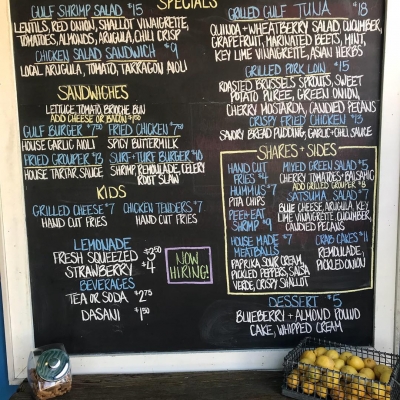 SPECIALS
GULF SHRIMP SALAD $15
LENTILS, RED ONION, SHALLOT VINAIGRETTE,
TOMATOES, ALMONDS, ARUGULA, CHILI CRISP
CHICKEN SALAD SANDWICH $9
LOCAL ARUGULA, TOMATO, TARRAGON AIOLI
SANDWICHES
LETTUCE, TOMATO, BRIOCHE BUN
ADD CHEESE OR BACON
GULF BURGER $7.50
HOUSE GARLIC AIOLI
FRIED CHICKEN $7.50
SPICY BUTTERMILK
FRIED GROUPER $13
HOUSE TARTAR SAUCE
SURF+TURF BURGER $10
SHRIMP, REMOULADE, CELERY
ROOT SLAW
KIDS
GRILLED CHEESE $7
HAND CUT FRIES
CHICKEN TENDERS $7
HAND CUT FRIES
LEMONADE
FRESH SQUEEZED $3.50
STRAWBERRY $4
BEVERAGES
TEA OR SODA $2.75
DASANI $1.50
NOW
HIRING!
GRILLED GULF TUNA $18
QUINOA + WHEATBERRY SALAD, CUCUMBER,
GRAPEFRUIT, MARINATED BEETS, MINT,
KEY LIME VINAIGRETTE, ASIAN HERBS
GRILLED PORK LOIN $15
ROASTED BRUSSELS SPROUTS, SWEET
POTATO PUREE, GREEN ONION,
CHERRY MOSTARDA, CANDIED PECANS
CRISPY FRIED CHICKEN $13
SAVORY BREAD PUDDING, GARLIC+CHILI SAUCE
SHARES + SIDES
HAND CUT
FRIES $4
HUMMUS $7
PITA CHIPS
PEEL+EAT
SHRIMP $9
HOUSE MADE $7
MEATBALLS
PAPRIKA SOUR CREAM,
PICKLED PEPPERS, SALSA
VERDE, CRISPY SHALLOT
MIXED GREEN SALAD $5
CHERRY TOMATOES, BALSAMIC
ADD GRILLED GROUPER $8
SATSUMA SALAD $7
BLUE CHEESE, ARUGULA, KEY
LIME VINAIGRETTE, CUCUMBER,
CANDIED PECANS
CRAB CAKES $11
REMOULADE,
PICKLED ONION
DESSERT $5
BLUEBERRY + ALMOND POUND
CAKE, WHIPPED CREAM